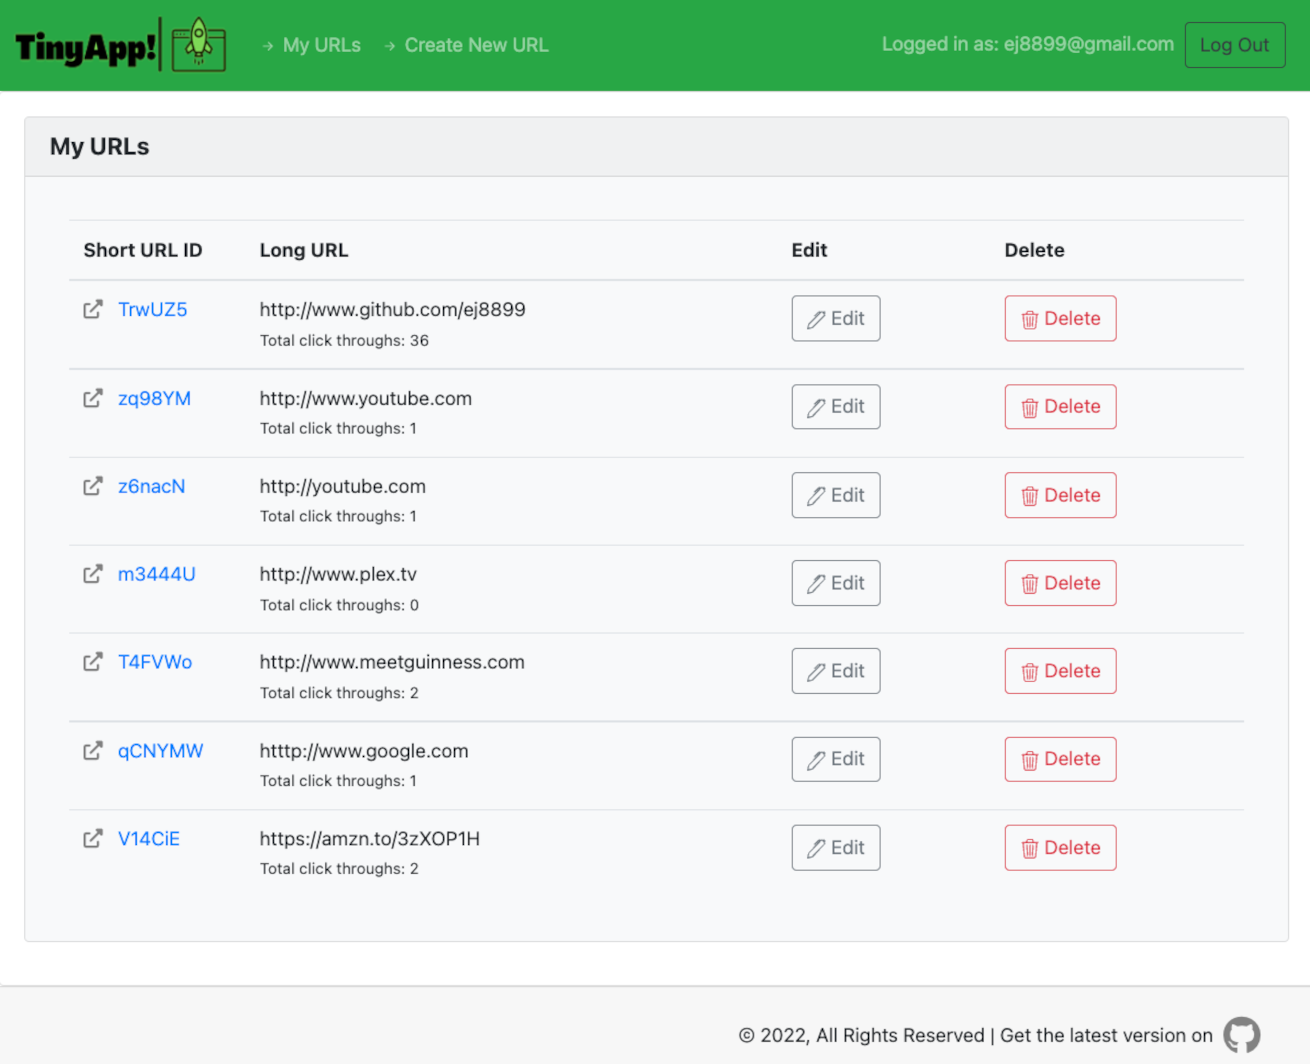 TinyApp!
→ My URLs → Create New URL
Logged in as: ej8899@gmail.com Log Out
My URLs
Short URL ID Long URL Edit Delete
TrwUZ5 http://www.github.com/ej8899 Edit Delete
Total click throughs: 36
zq98YM http://www.youtube.com Edit Delete
Total click throughs: 1
z6nacN http://youtube.com Edit Delete
Total click throughs: 1
m3444U http://www.plex.tv Edit Delete
Total click throughs: 0
T4FVWo http://www.meetguinness.com Edit Delete
Total click throughs: 2
qCNYMW htttp://www.google.com Edit Delete
Total click throughs: 1
V14CiE https://amzn.to/3zXOP1H Edit Delete
Total click throughs: 2
© 2022, All Rights Reserved | Get the latest version on